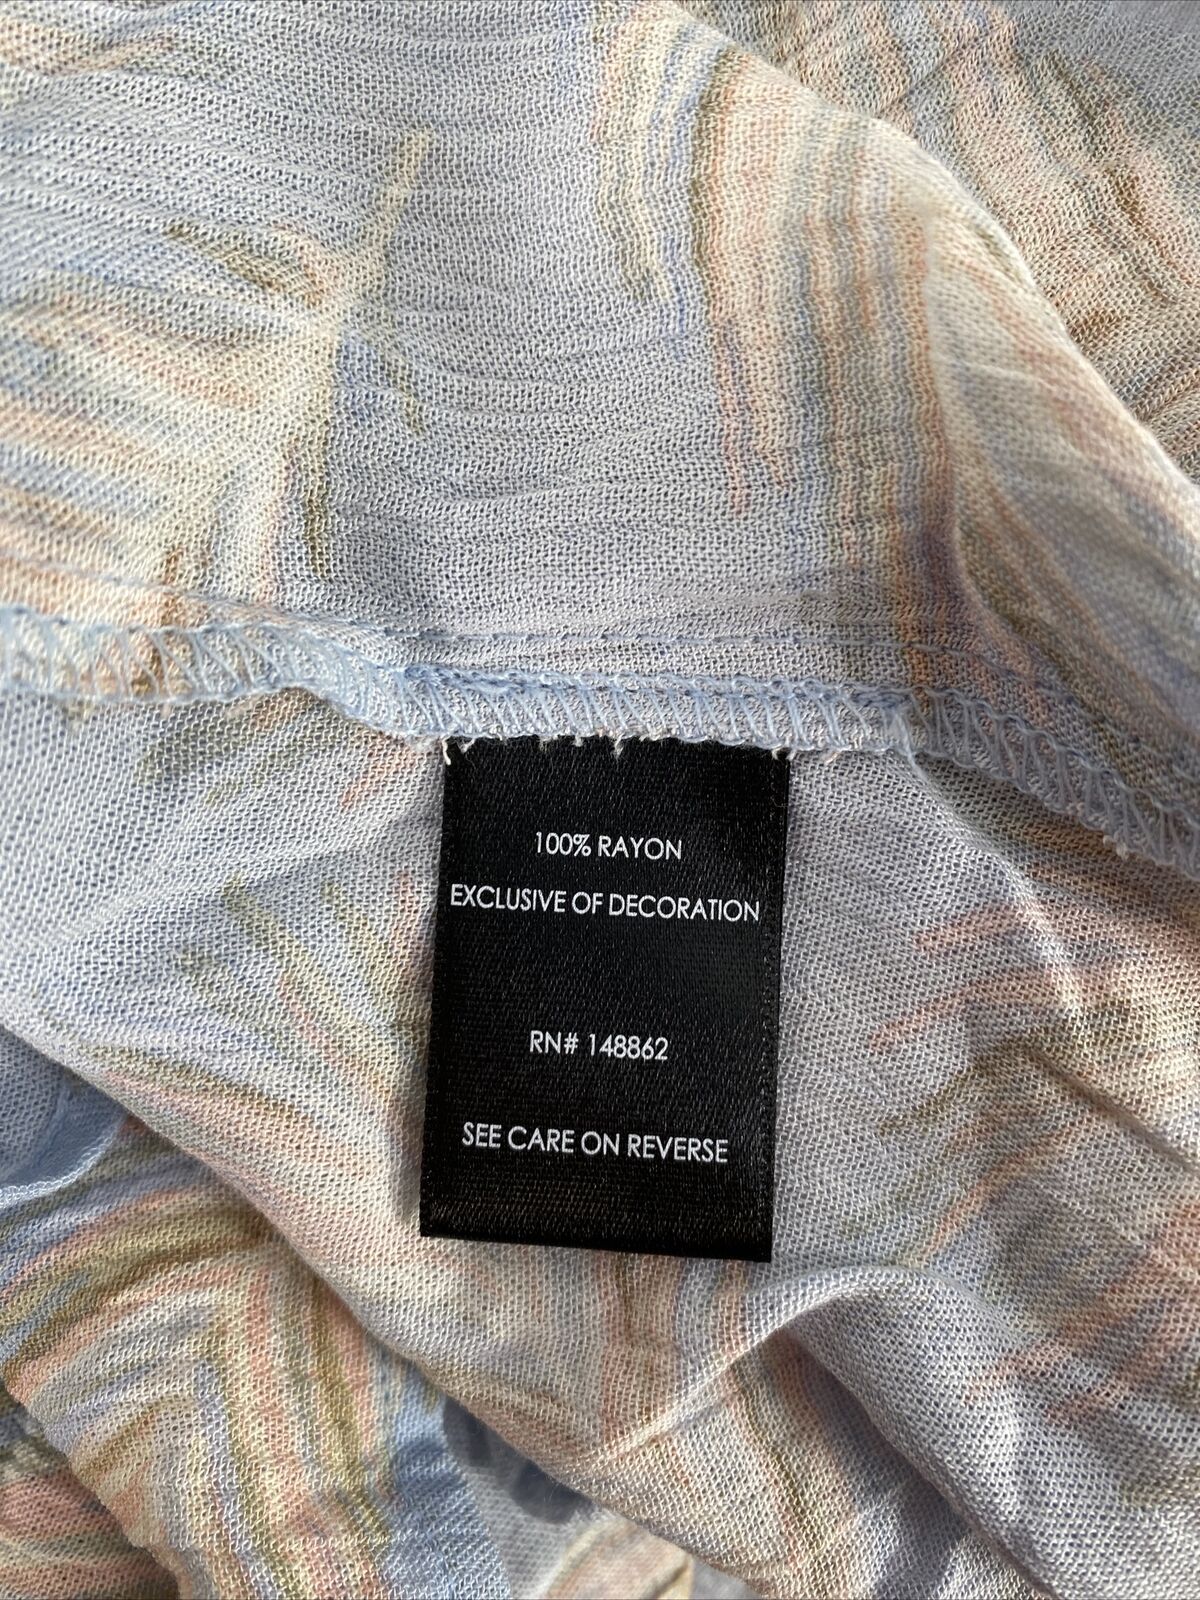 100% RAYON
EXCLUSIVE OF DECORATION
RN# 148862
SEE CARE ON REVERSE